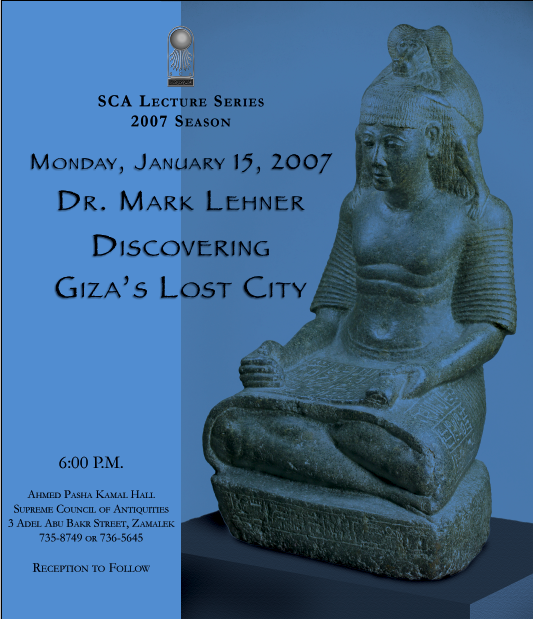 SCA Lecture Series
2007 Season
Monday, January 15, 2007
Dr. Mark Lehner
Discovering
Giza's Lost City
6:00 P.M.
Ahmed Pasha Kamal Hall
Supreme Council of Antiquities
3 Adel Abu Bakr Street, Zamalek
735-8749 or 736-5645
Reception to Follow